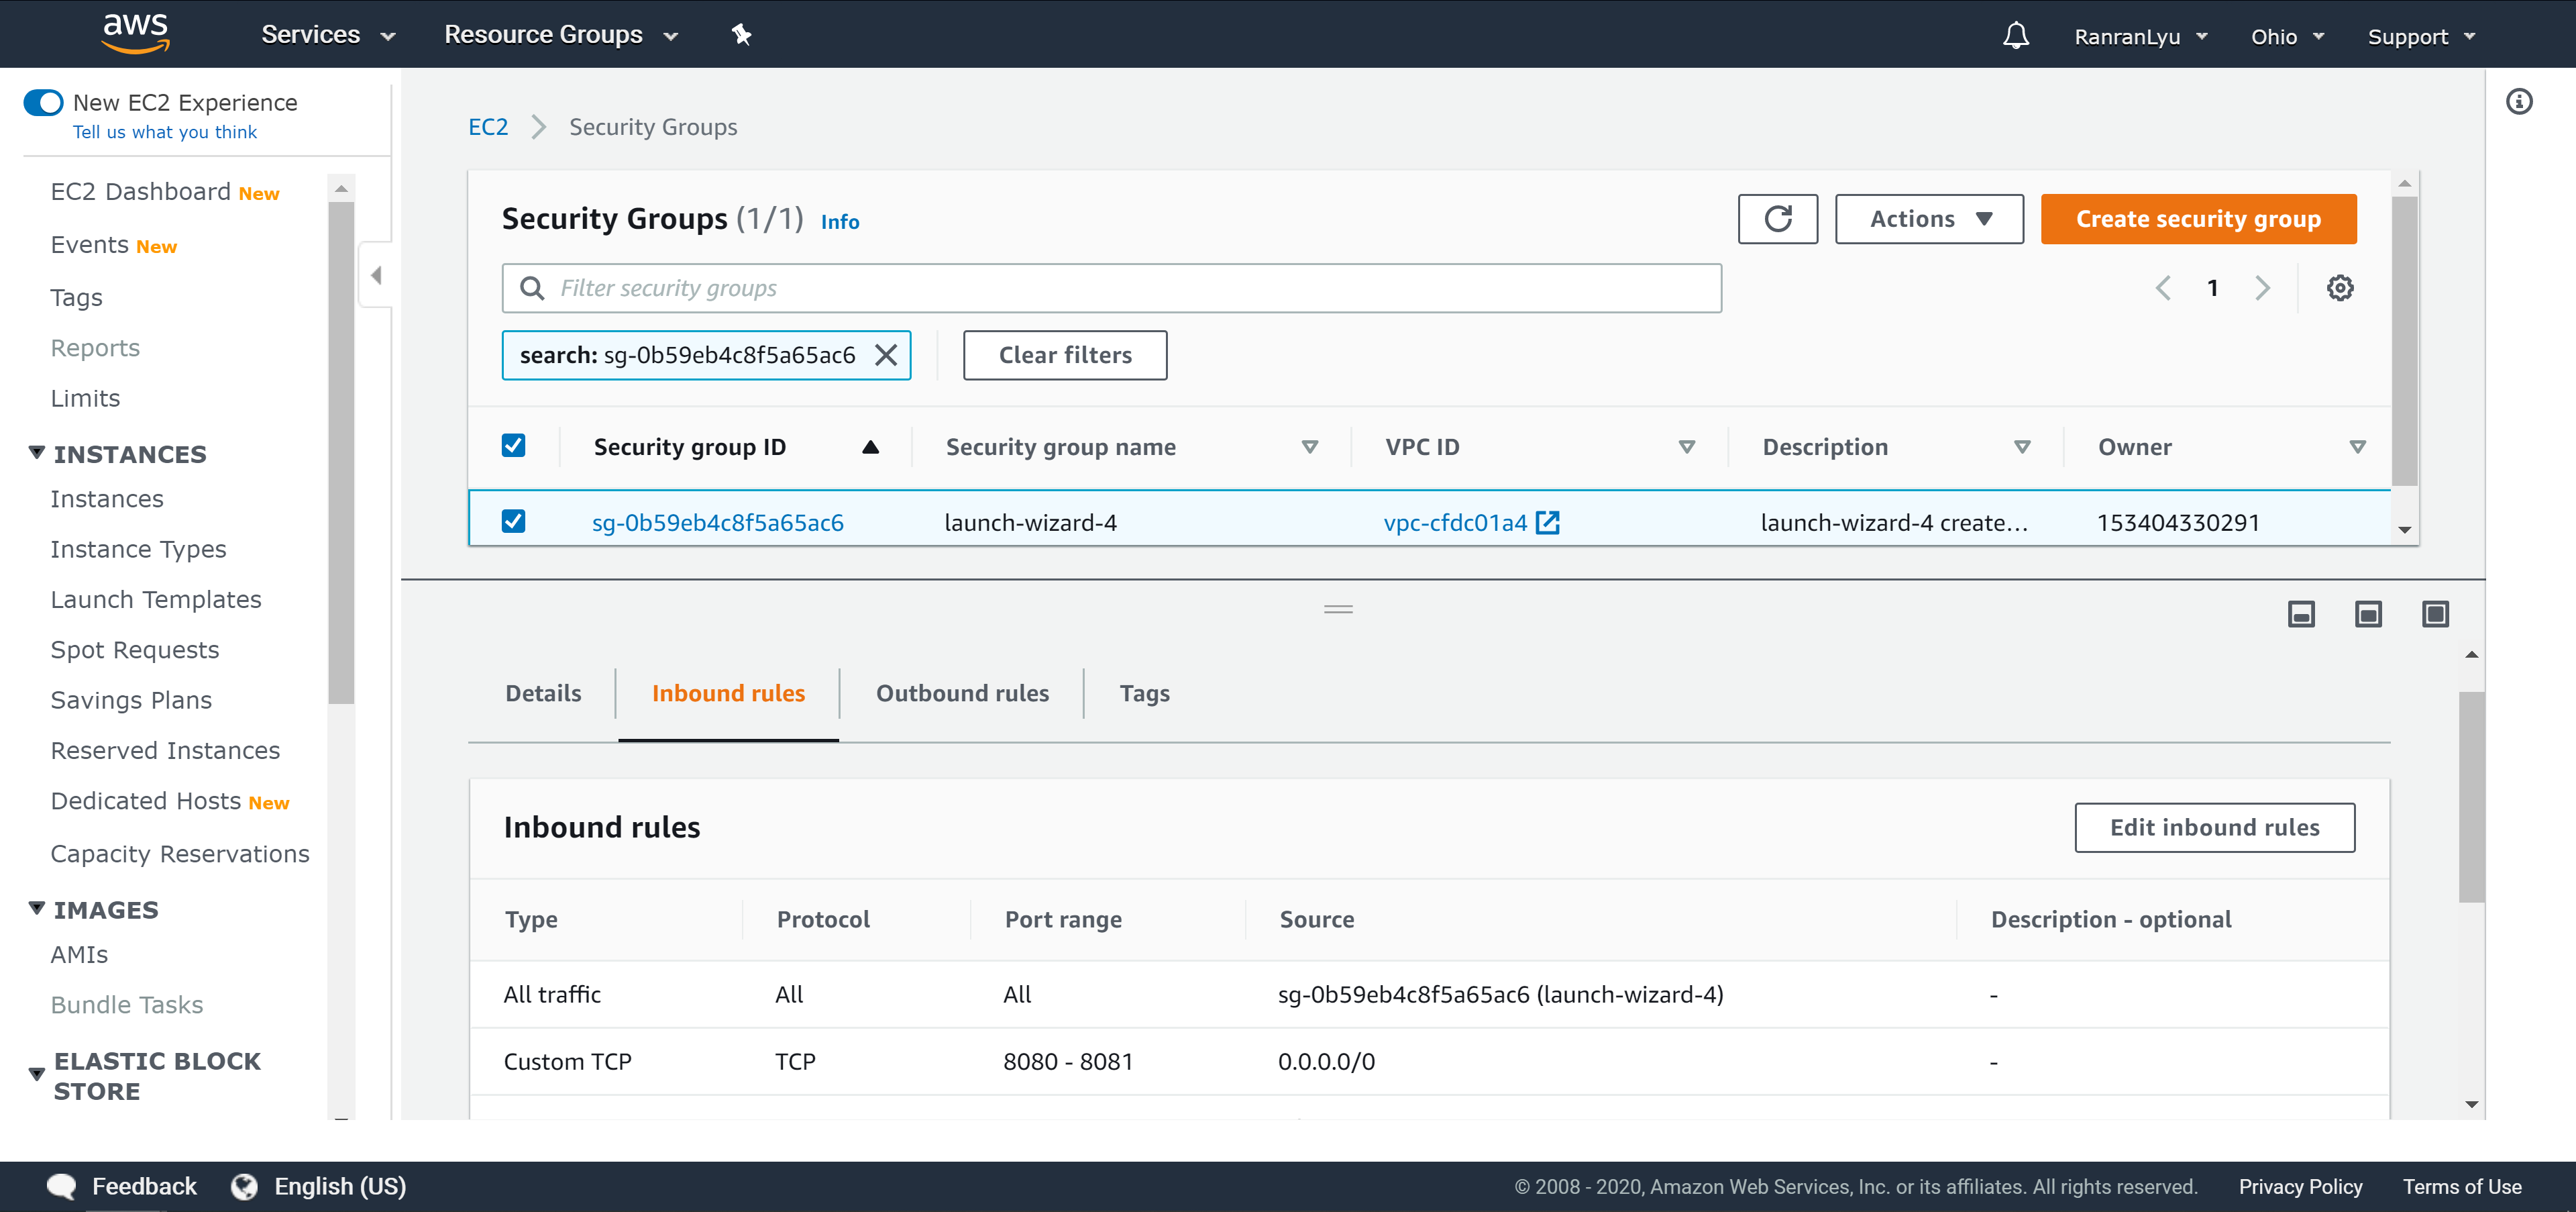 aws
Services
Resource Groups
RanranLyu
Ohio
Support
New EC2 Experience
Tell us what you think
EC2 Dashboard New
Events New
Tags
Reports
Limits
INSTANCES
Instances
Instance Types
Launch Templates
Spot Requests
Savings Plans
Reserved Instances
Dedicated Hosts New
Capacity Reservations
IMAGES
AMIs
Bundle Tasks
ELASTIC BLOCK
STORE
EC2 > Security Groups
Security Groups (1/1) Info
Actions
Create security group
Filter security groups
1
search: sg-0b59eb4c8f5a65ac6
Clear filters
Security group ID
Security group name
VPC ID
Description
Owner
sg-0b59eb4c8f5a65ac6
launch-wizard-4
vpc-cfdc01a4
launch-wizard-4 create...
153404330291
Details
Inbound rules
Outbound rules
Tags
Inbound rules
Edit inbound rules
Type
Protocol
Port range
Source
Description - optional
All traffic
All
All
sg-0b59eb4c8f5a65ac6 (launch-wizard-4)
-
Custom TCP
TCP
8080 - 8081
0.0.0.0/0
-
Feedback
English (US)
© 2008 - 2020, Amazon Web Services, Inc. or its affiliates. All rights reserved.
Privacy Policy
Terms of Use